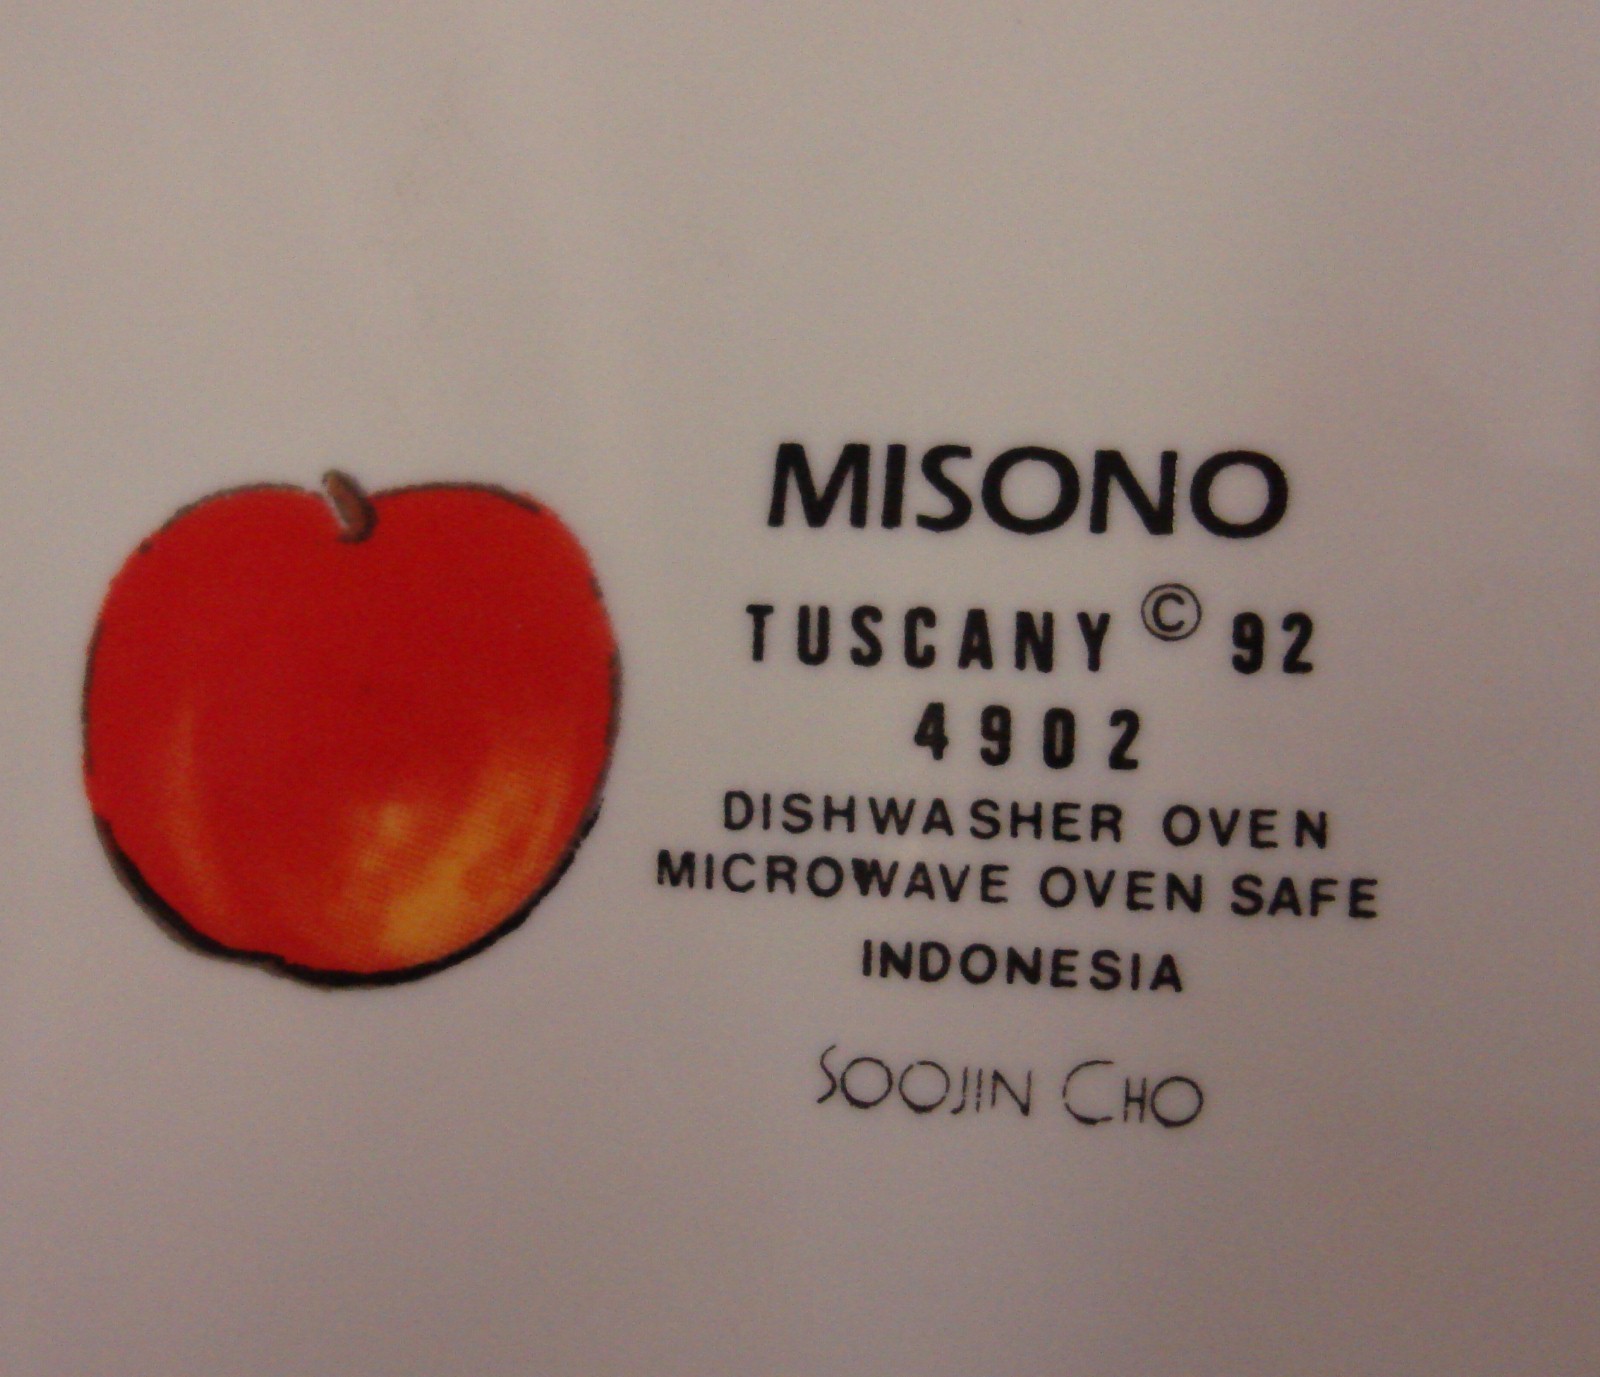 MISONO
TUSCANY © 92
4902
DISHWASHER OVEN
MICROWAVE OVEN SAFE
INDONESIA
SOOJIN CHO